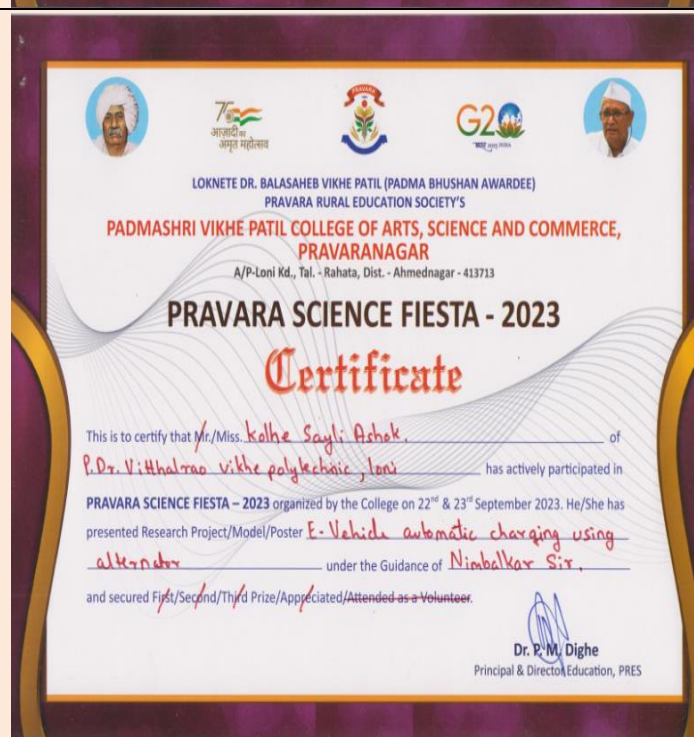 PRAVARA
75
आज़ादी का
अमृत महोत्सव
G20
LOKNETE DR. BALASAHEB VIKHE PATIL (PADMA BHUSHAN AWARDEE)
PRAVARA RURAL EDUCATION SOCIETY'S
PADMASHRI VIKHE PATIL COLLEGE OF ARTS, SCIENCE AND COMMERCE,
PRAVARANAGAR
A/P-Loni Kd., Tal. - Rahata, Dist. - Ahmednagar - 413713
PRAVARA SCIENCE FIESTA - 2023
Certificate
This is to certify that Mr./Miss. Kolhe Sayli Ashok. of
P.Dr. Vitthalrao vikhe polytechnic, loni has actively participated in
PRAVARA SCIENCE FIESTA – 2023 organized by the College on 22nd & 23rd September 2023. He/She has
presented Research Project/Model/Poster E-Vehicle automatic charging using
alternator under the Guidance of Nimbalkar Sir.
and secured First/Second/Third Prize/Appreciated/Attended as a Volunteer.
Dr. P. M. Dighe
Principal & Director Education, PRES